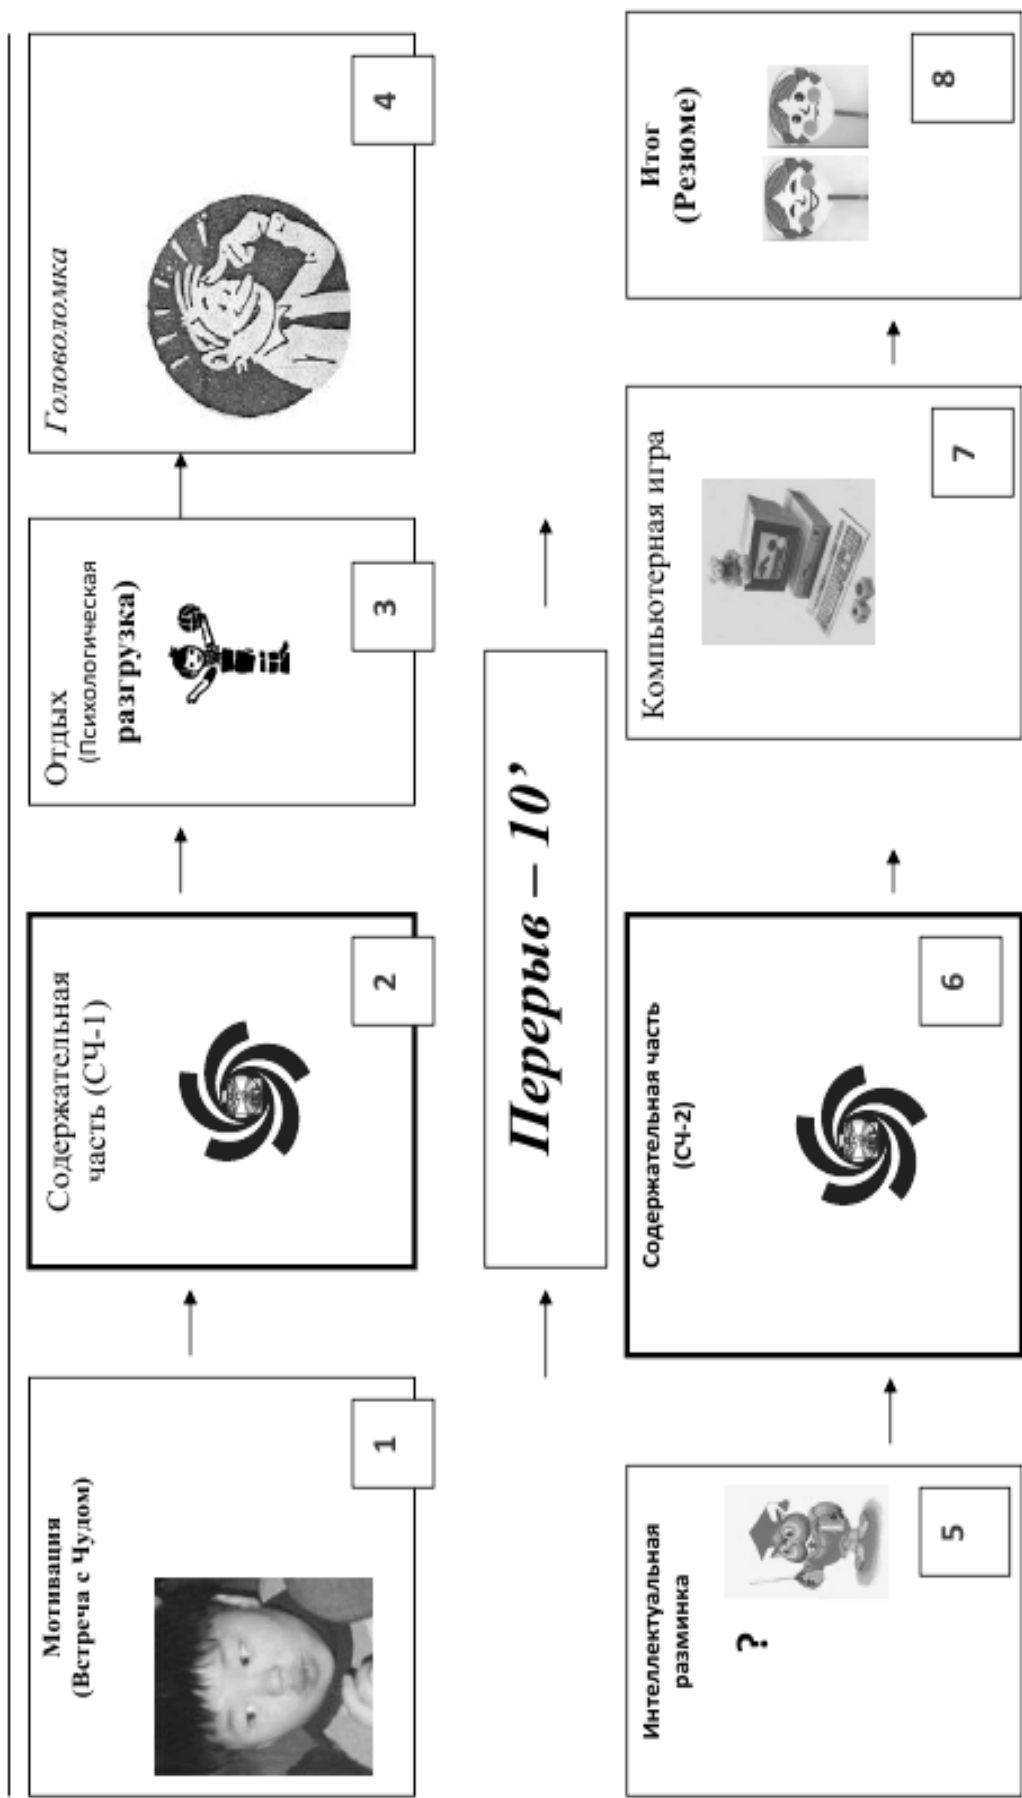 Мотивация
(Встреча с Чудом)
1
Содержательная
часть (СЧ-1)
2
Отдых
(Психологическая
разгрузка)
3
Головоломка
4
Перерыв – 10’
Интеллектуальная
разминка
?
5
Содержательная часть
(СЧ-2)
6
Компьютерная игра
7
Итог
(Резюме)
8